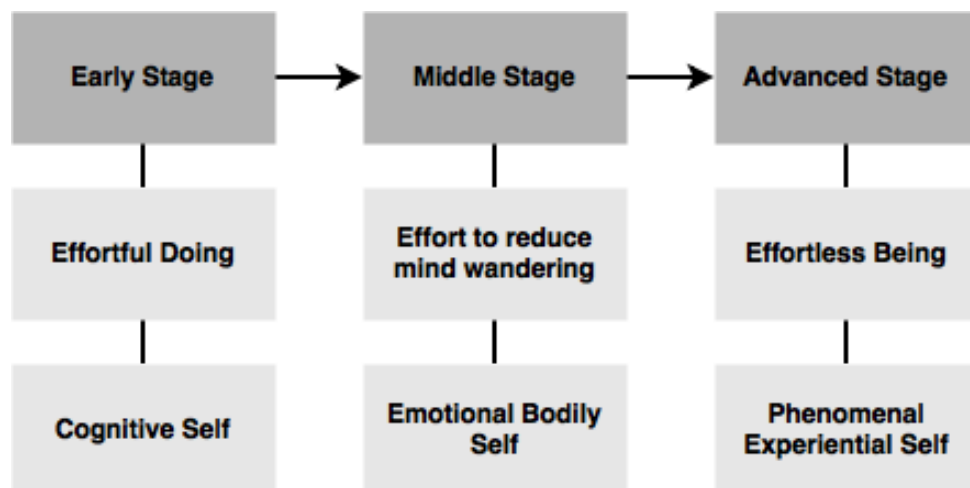 Early Stage
Middle Stage
Advanced Stage
Effortful Doing
Effort to reduce
mind wandering
Effortless Being
Cognitive Self
Emotional Bodily
Self
Phenomenal
Experiential Self